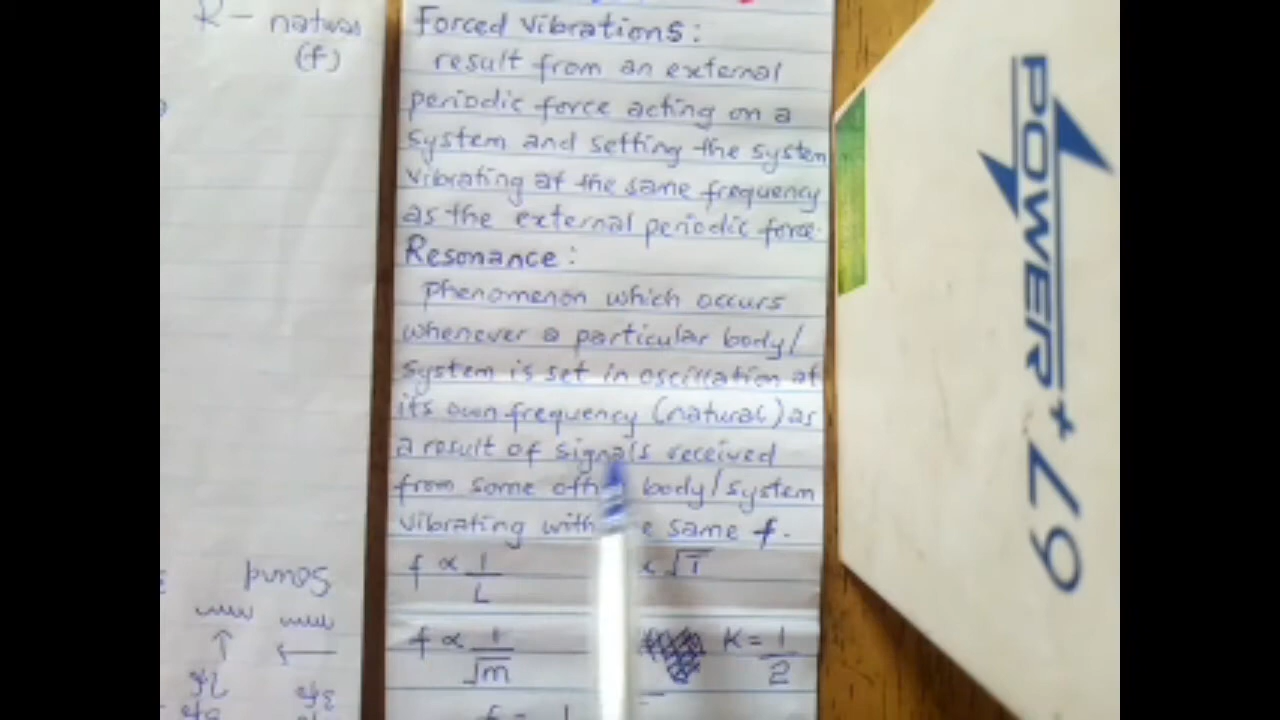 R - natural
(f)
Forced Vibrations:
result from an external
periodic force acting on a
system and setting the system
vibrating at the same frequency
as the external periodic force.
Resonance:
phenomenon which occurs
whenever a particular body/
system is set in oscillation at
its own frequency (natural) as
a result of signals received
from some body/system
vibrating with same f.
f ∝ 1/L √T
f ∝ 1/√m K = 1/2
Sound
POWER + L9